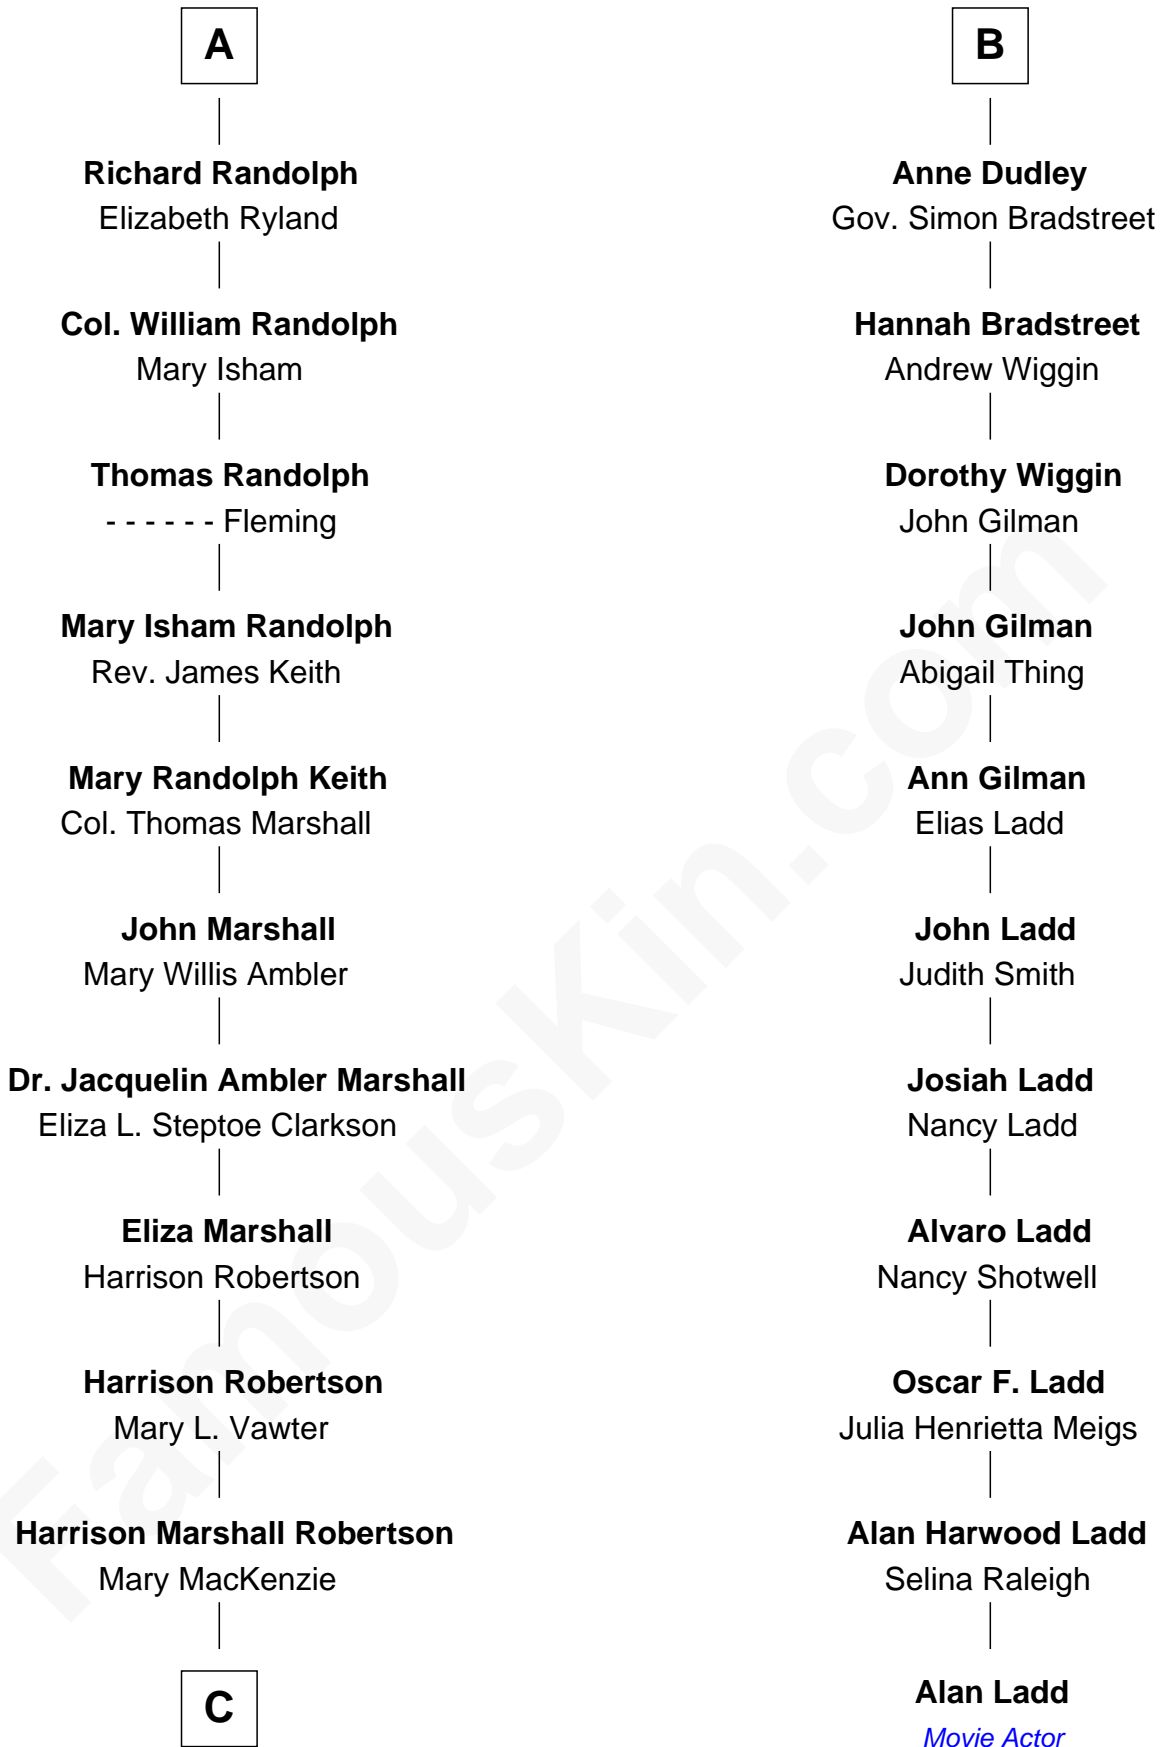 A
Richard Randolph
Elizabeth Ryland
Col. William Randolph
Mary Isham
Thomas Randolph
- - - - - - Fleming
Mary Isham Randolph
Rev. James Keith
Mary Randolph Keith
Col. Thomas Marshall
John Marshall
Mary Willis Ambler
Dr. Jacquelin Ambler Marshall
Eliza L. Steptoe Clarkson
Eliza Marshall
Harrison Robertson
Harrison Robertson
Mary L. Vawter
Harrison Marshall Robertson
Mary MacKenzie
C
B
Anne Dudley
Gov. Simon Bradstreet
Hannah Bradstreet
Andrew Wiggin
Dorothy Wiggin
John Gilman
John Gilman
Abigail Thing
Ann Gilman
Elias Ladd
John Ladd
Judith Smith
Josiah Ladd
Nancy Ladd
Alvaro Ladd
Nancy Shotwell
Oscar F. Ladd
Julia Henrietta Meigs
Alan Harwood Ladd
Selina Raleigh
Alan Ladd
Movie Actor
FamousKin.com